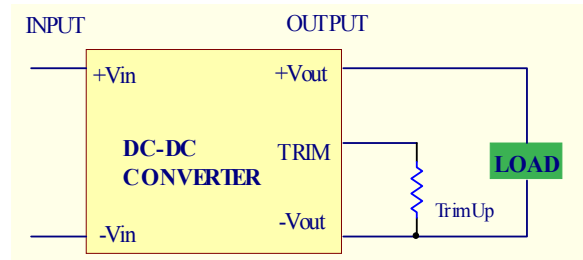 INPUT OUTPUT
+Vin +Vout
DC-DC TRIM
CONVERTER LOAD
TrimUp
-Vin -Vout